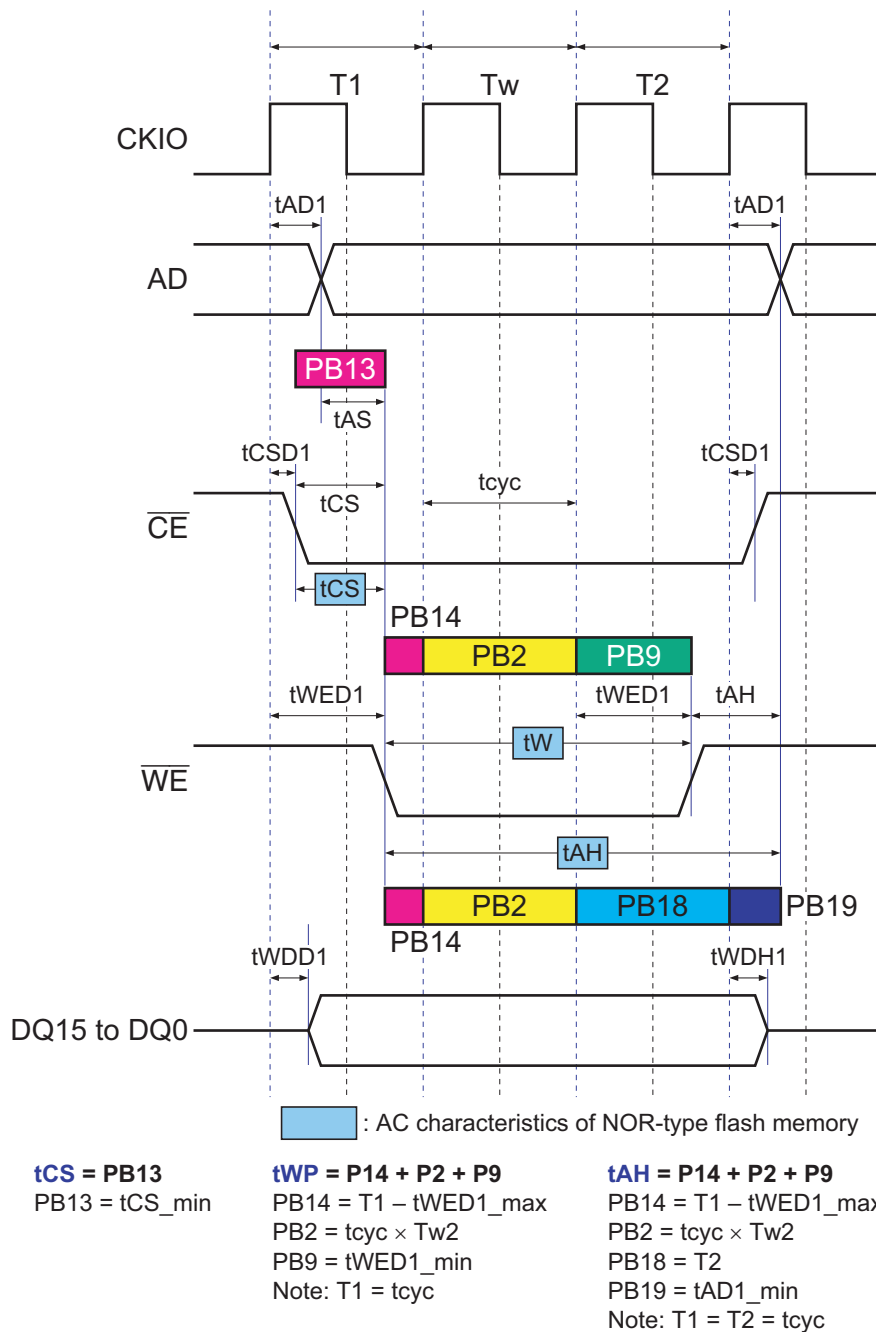 T1 Tw T2
CKIO
tAD1 tAD1
AD
PB13
tAS
tCSD1 tCSD1
tCS tcyc
CE
tCS
PB14
PB2 PB9
tWED1 tWED1 tAH
tW
WE
tAH
PB2 PB18 PB19
PB14
tWDD1 tWDH1
DQ15 to DQ0
: AC characteristics of NOR-type flash memory
tCS = PB13
PB13 = tCS_min
tWP = P14 + P2 + P9
PB14 = T1 – tWED1_max
PB2 = tcyc × Tw2
PB9 = tWED1_min
Note: T1 = tcyc
tAH = P14 + P2 + P9
PB14 = T1 – tWED1_max
PB2 = tcyc × Tw2
PB18 = T2
PB19 = tAD1_min
Note: T1 = T2 = tcyc